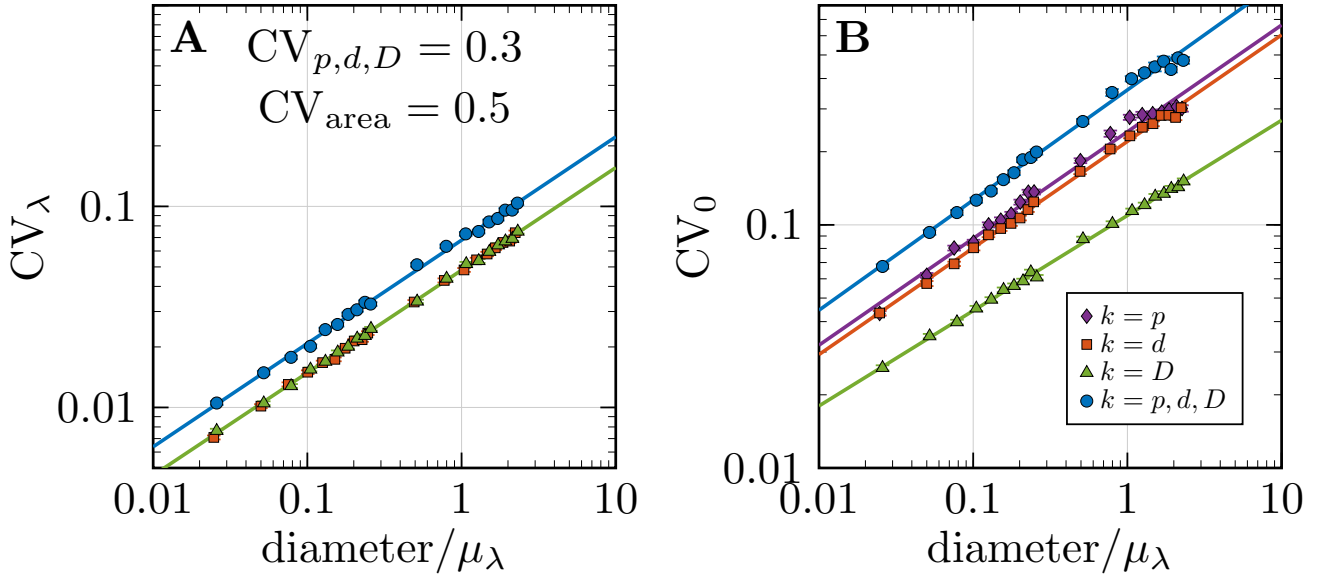 A
CV_{p,d,D} = 0.3
CV_{area} = 0.5
CV_λ
0.1
0.01
0.01 0.1 1 10
diameter/μ_λ
B
CV_0
0.1
0.01
k = p
k = d
k = D
k = p, d, D
0.01 0.1 1 10
diameter/μ_λ